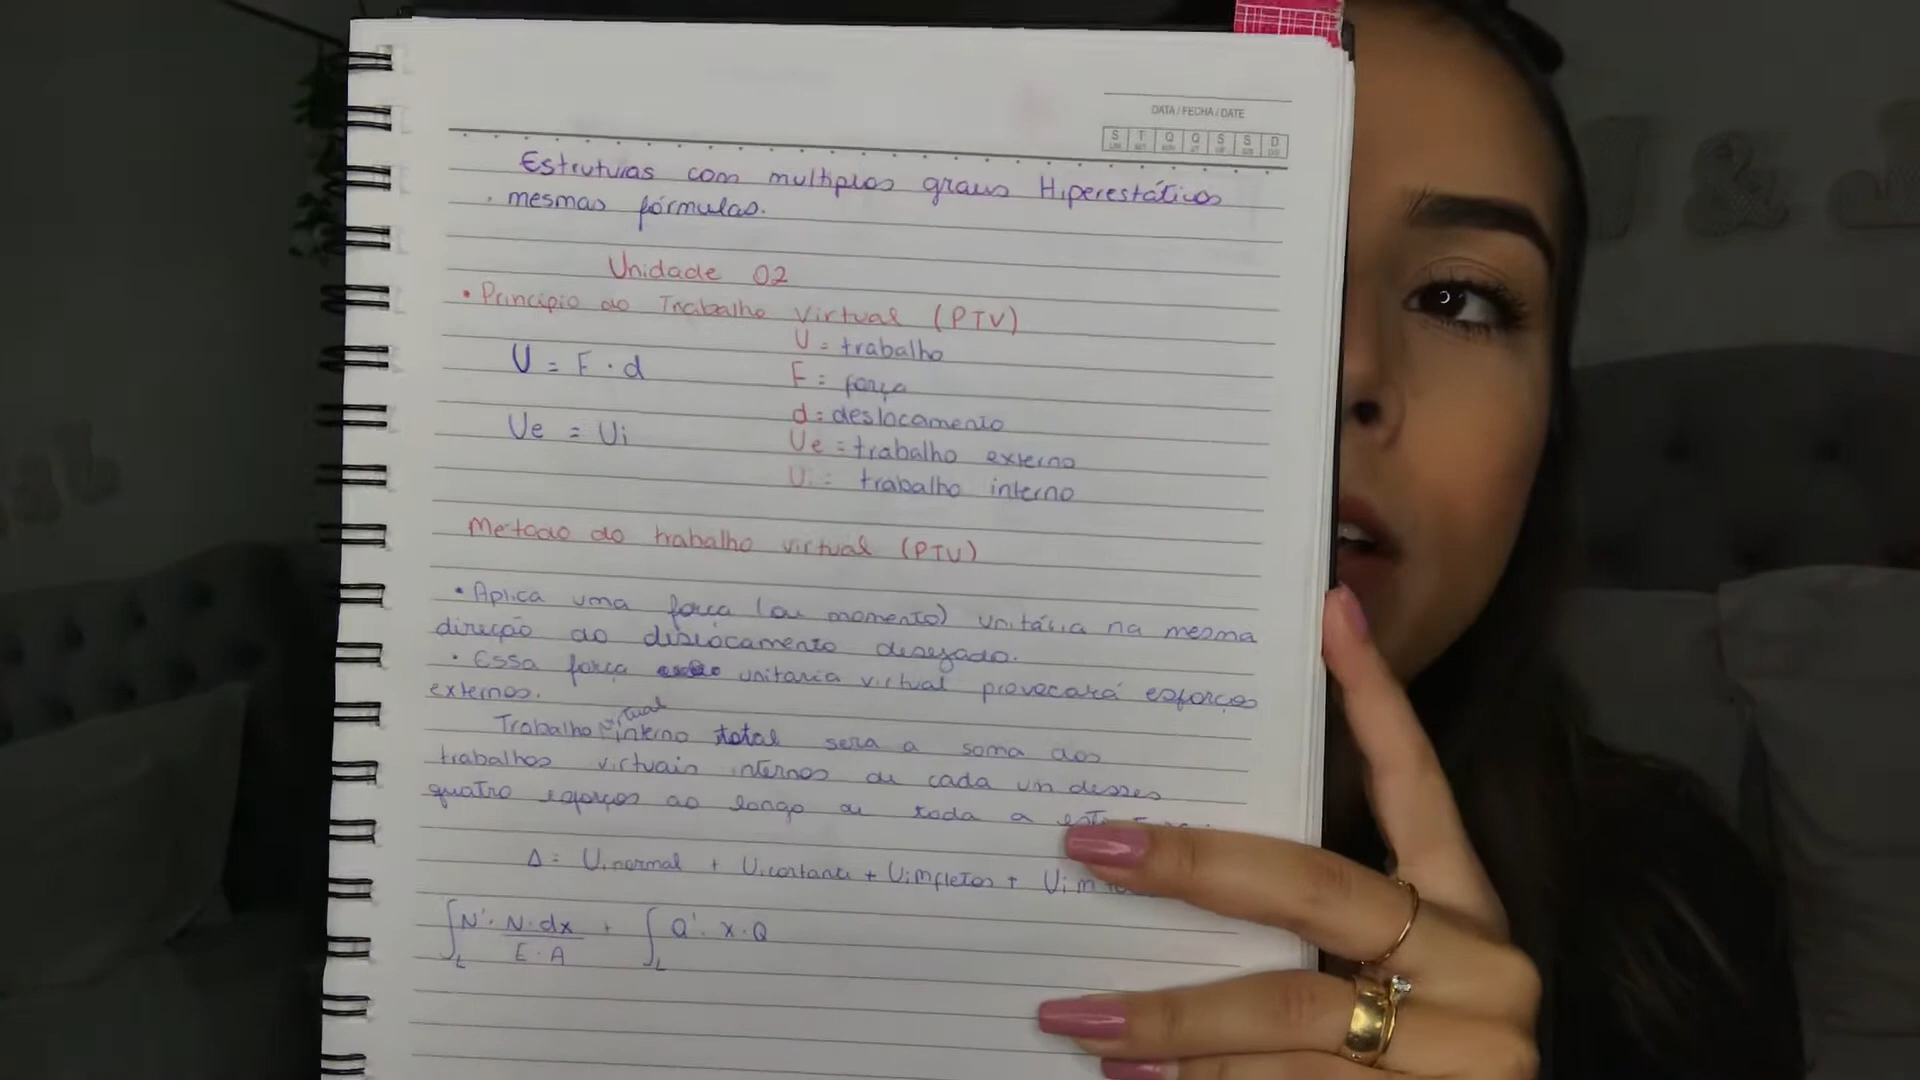 DATA / FECHA / DATE
S T Q Q S S D
Estruturas com multiplos graus Hiperestáticos
. mesmas fórmulas.
Unidade 02
• Princípio do Trabalho Virtual (PTV)
U = F . d
U = trabalho
F = força
d = deslocamento
Ue = Ui
Ue = trabalho externo
Ui = trabalho interno
Metodo do trabalho virtual (PTV)
• Aplica uma força (ou momento) unitária na mesma
direção do deslocamento desejado.
• Essa força unitaria virtual provocará esforços
externos.
Trabalho virtual interno total sera a soma dos
trabalhos virtuais internos de cada um desses
quatro esforços ao longo de toda a
Δ = Ui normal + Ui cortante + Ui mfletor + Ui m
∫L N' . N . dx / E . A + ∫L Q' . X . Q